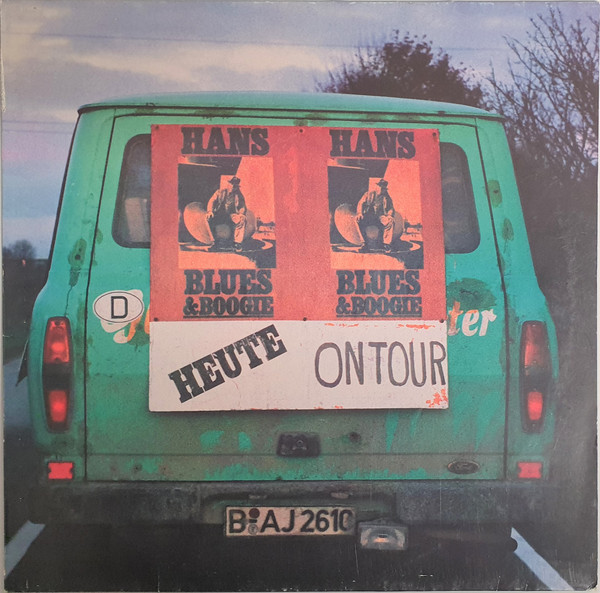 HANS
BLUES
& BOOGIE
HANS
BLUES
& BOOGIE
D
ter
HEUTE
ON TOUR
B AJ 2610